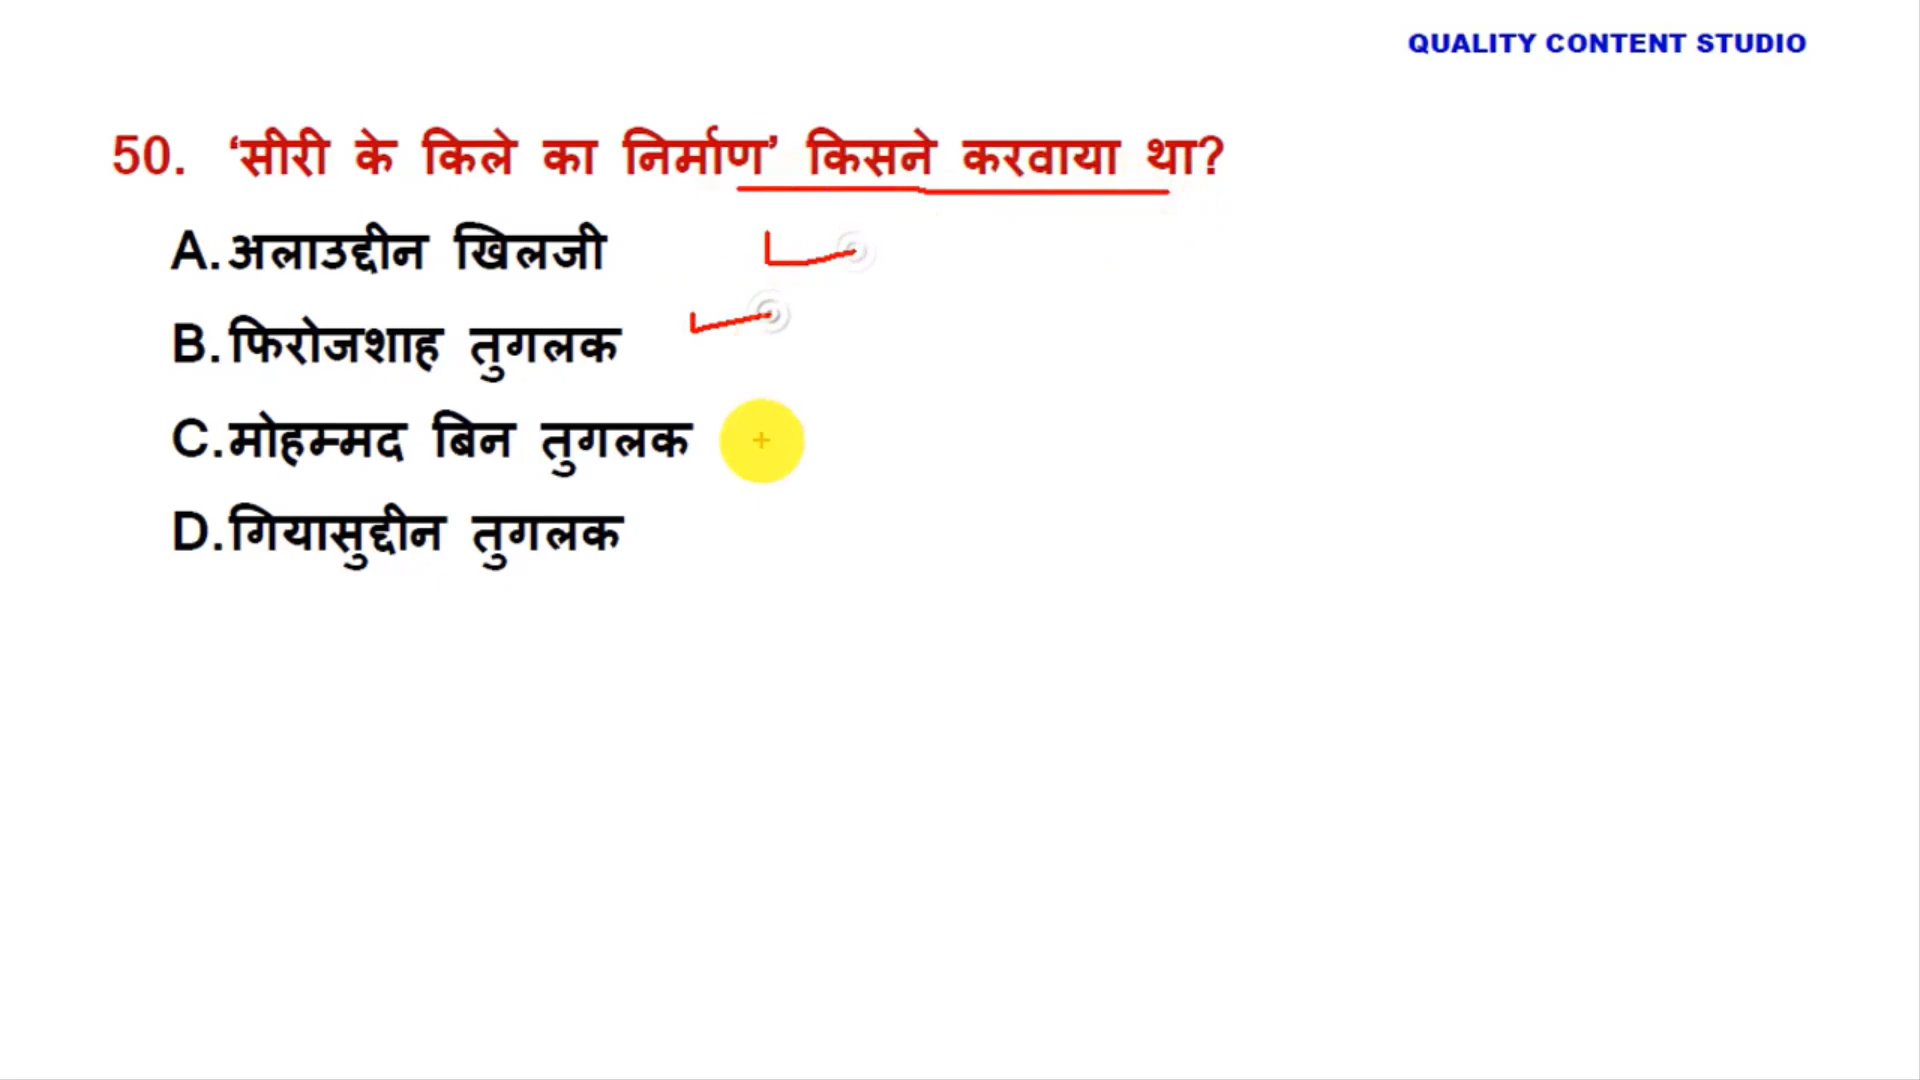 QUALITY CONTENT STUDIO
50. ‘सीरी के किले का निर्माण’ किसने करवाया था?
A. अलाउद्दीन खिलजी
B. फिरोजशाह तुगलक
C. मोहम्मद बिन तुगलक
D. गियासुद्दीन तुगलक